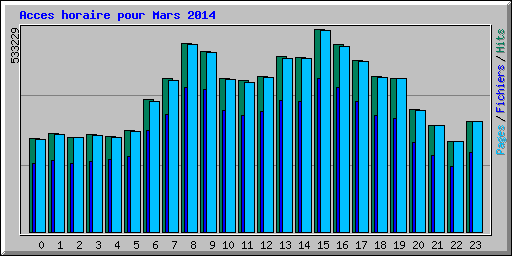 Acces horaire pour Mars 2014
533229
Pages / Fichiers / Hits
0 1 2 3 4 5 6 7 8 9 10 11 12 13 14 15 16 17 18 19 20 21 22 23